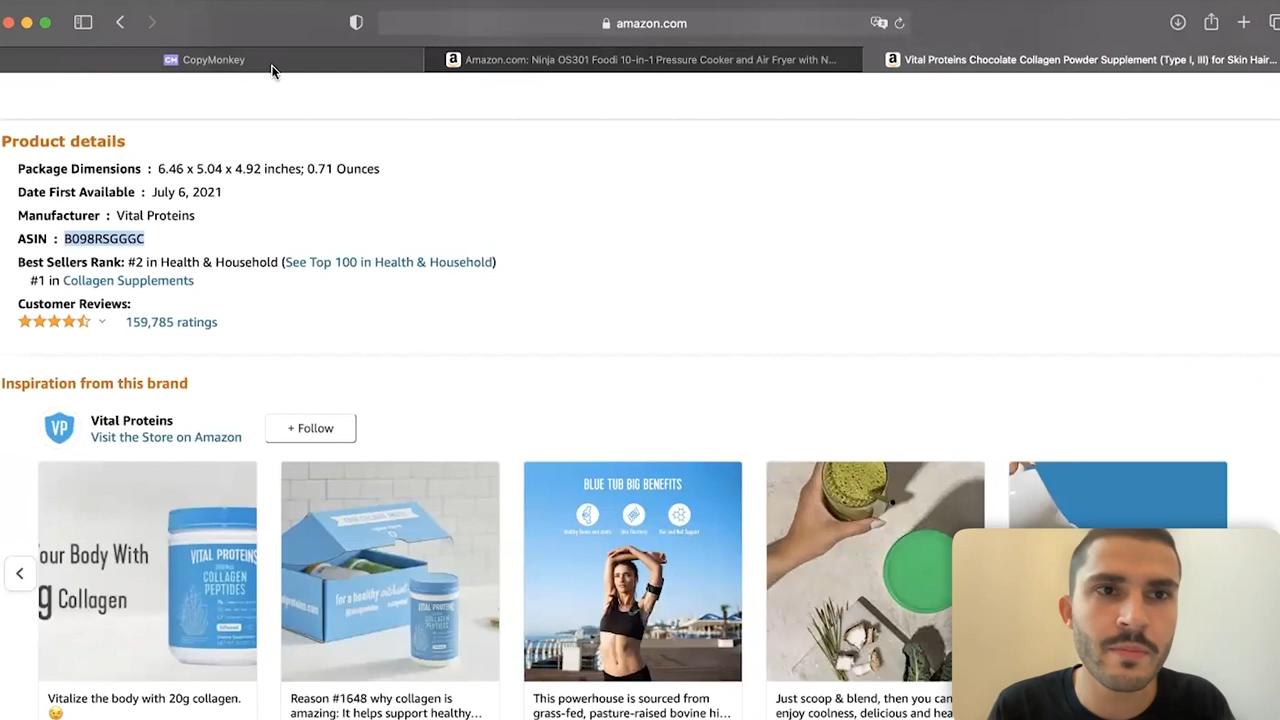 amazon.com
CM CopyMonkey
a Amazon.com: Ninja OS301 Foodi 10-in-1 Pressure Cooker and Air Fryer with N...
a Vital Proteins Chocolate Collagen Powder Supplement (Type I, III) for Skin Hair...
Product details
Package Dimensions : 6.46 x 5.04 x 4.92 inches; 0.71 Ounces
Date First Available : July 6, 2021
Manufacturer : Vital Proteins
ASIN : B098RSGGGC
Best Sellers Rank: #2 in Health & Household (See Top 100 in Health & Household)
#1 in Collagen Supplements
Customer Reviews:
159,785 ratings
Inspiration from this brand
VP
Vital Proteins
Visit the Store on Amazon
+ Follow
our Body With
g Collagen
VITAL PROTEINS
COLLAGEN
PEPTIDES
BLUE TUB BIG BENEFITS
Vitalize the body with 20g collagen.
Reason #1648 why collagen is
amazing: It helps support healthy...
This powerhouse is sourced from
grass-fed, pasture-raised bovine hi...
Just scoop & blend, then you can
enjoy coolness, delicious and hea